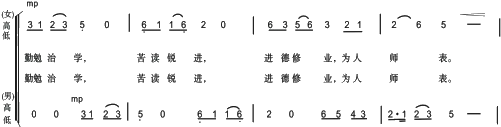 mp
(女)
高 3 1 2 3 5 0 | 6 1 1 6 2 0 | 6 3 5 6 3 2 1 | 2 6 5 —
低
勤勉 治 学, 苦 读 锐 进, 进 德 修 业, 为 人 师 表。
勤勉 治 学, 苦 读 锐 进, 进 德 修 业, 为 人 师 表。
(男) mp
高 0 0 3 1 2 3 | 5 0 6 1 1 6 | 2 0 6 5 4 3 | 2 · 1 2 3 5 —
低